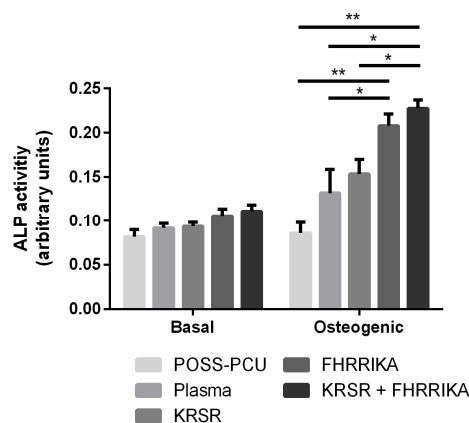 **
*
*
**
*
ALP activitiy
(arbitrary units)
0.25
0.20
0.15
0.10
0.05
0.00
Basal
Osteogenic
POSS-PCU
Plasma
KRSR
FHRRIKA
KRSR + FHRRIKA